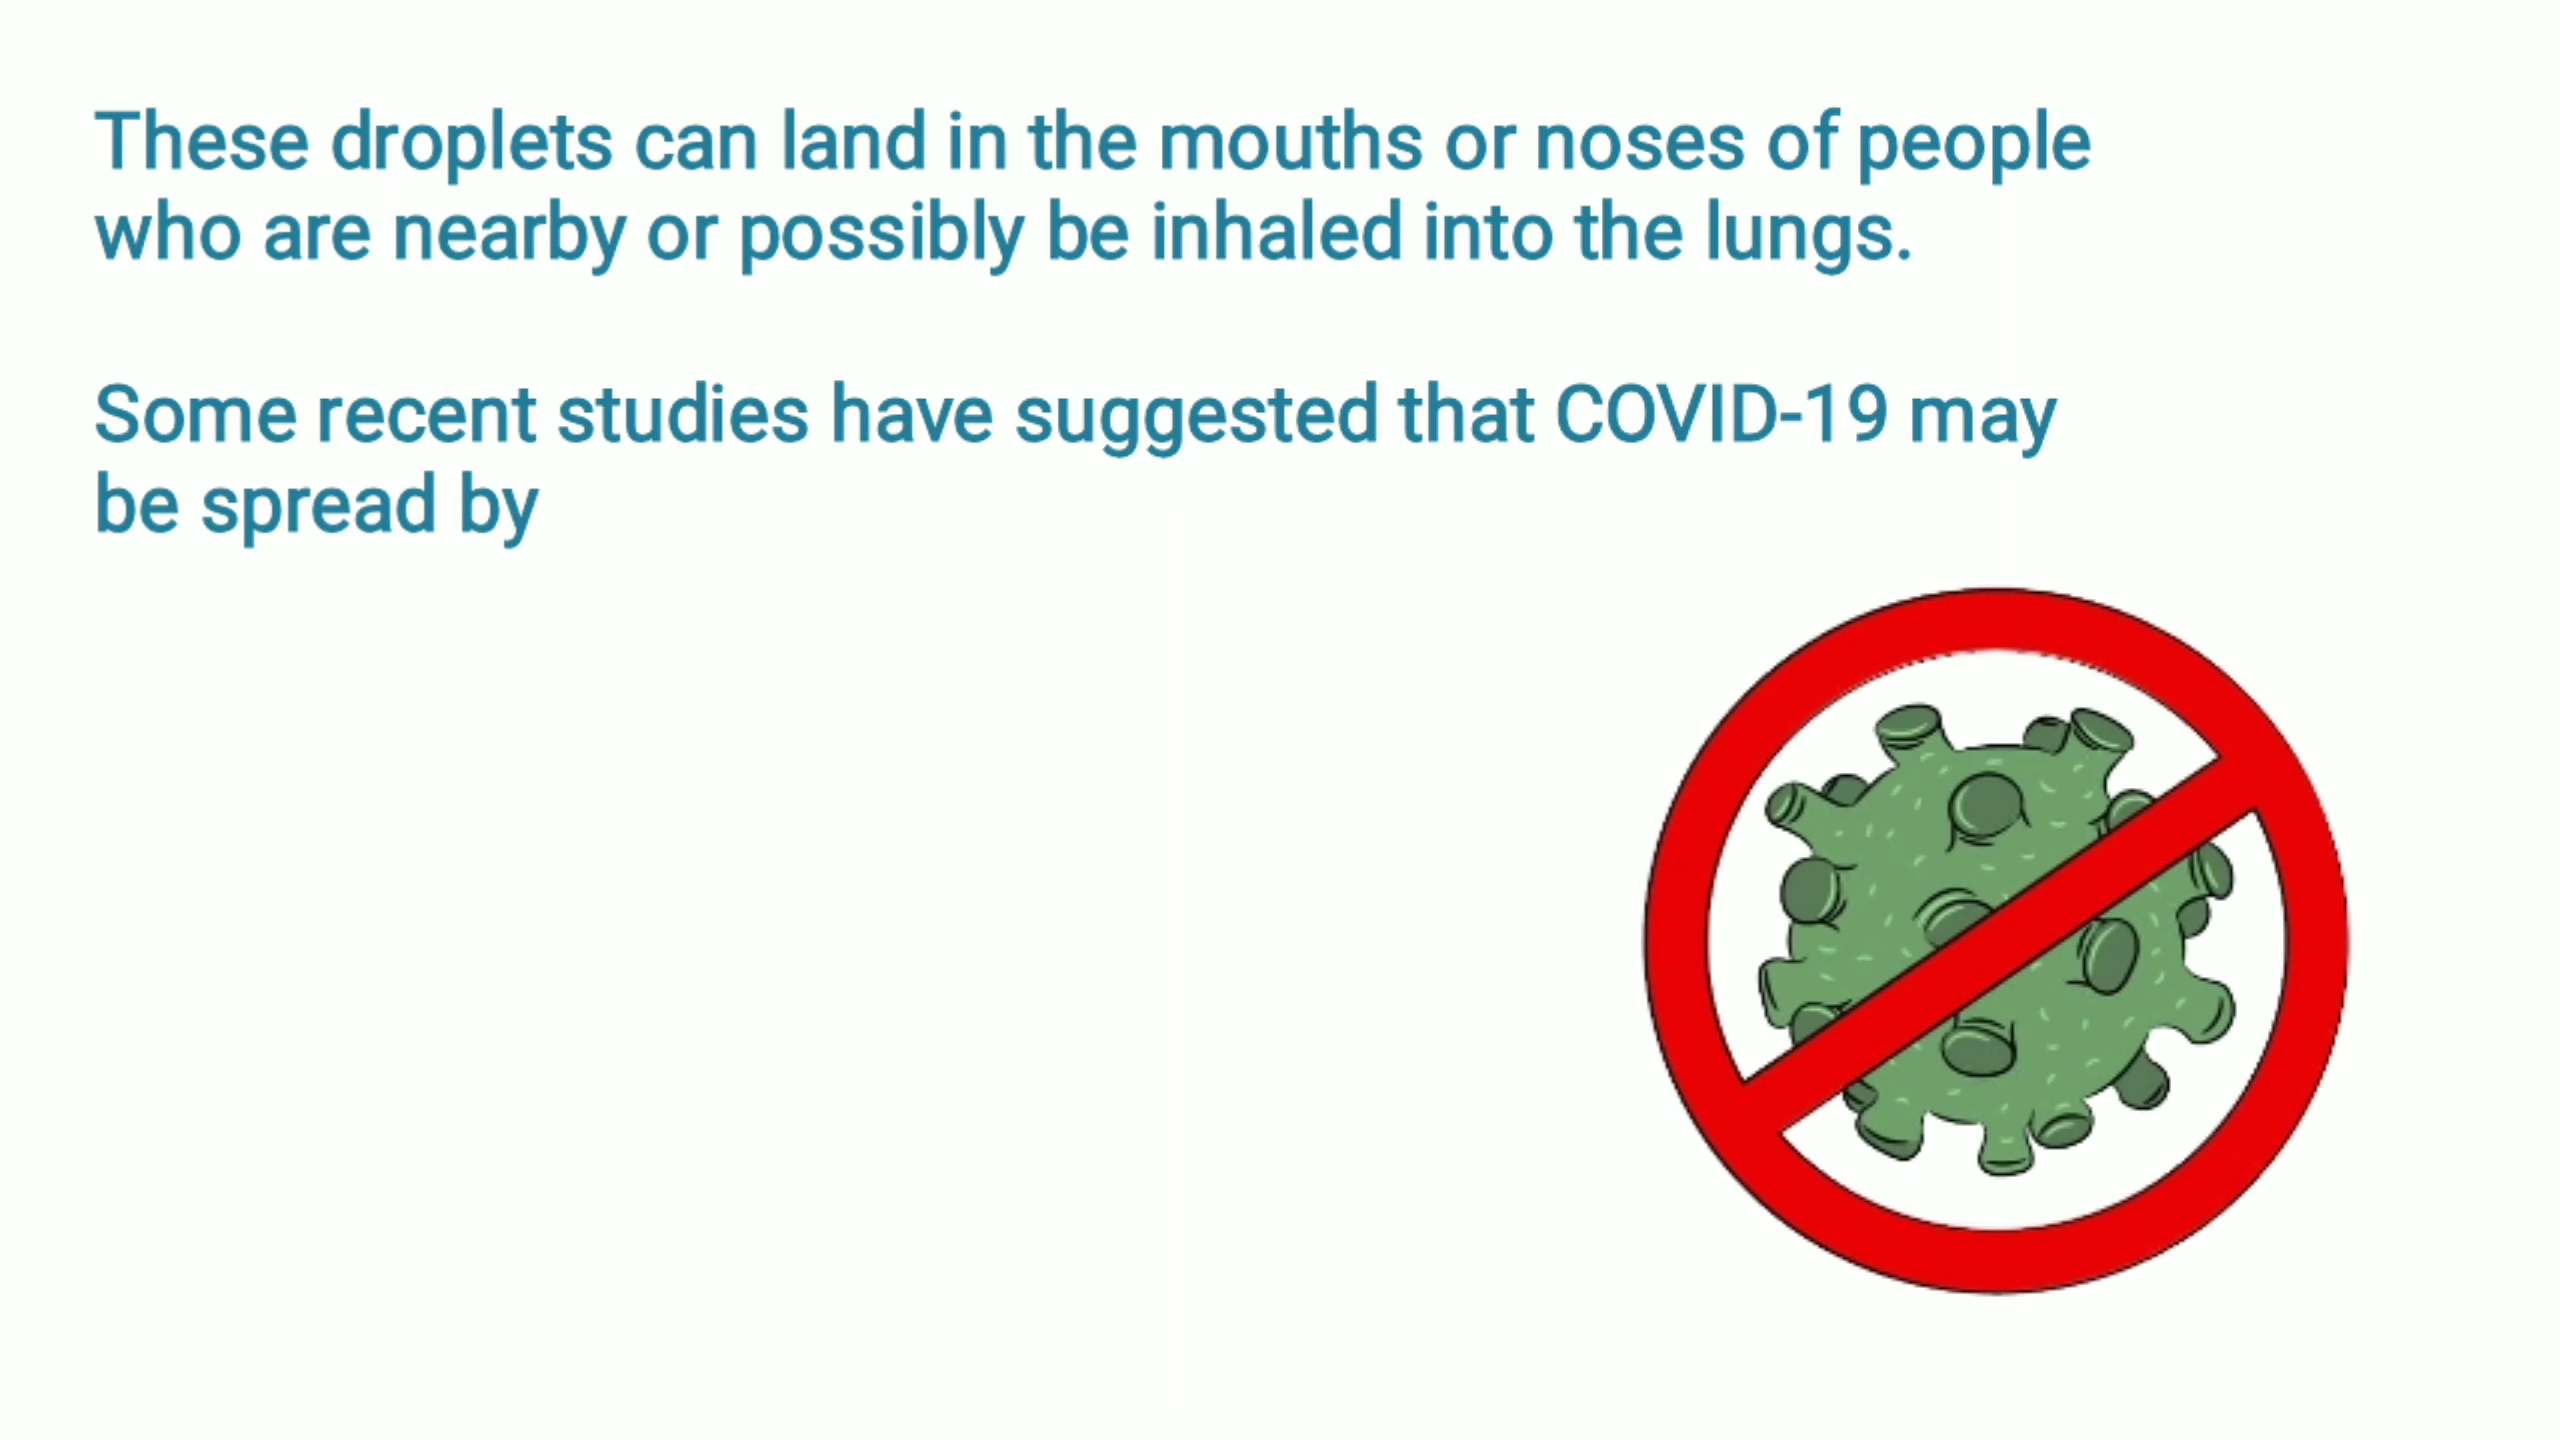 These droplets can land in the mouths or noses of people
who are nearby or possibly be inhaled into the lungs.
Some recent studies have suggested that COVID-19 may
be spread by